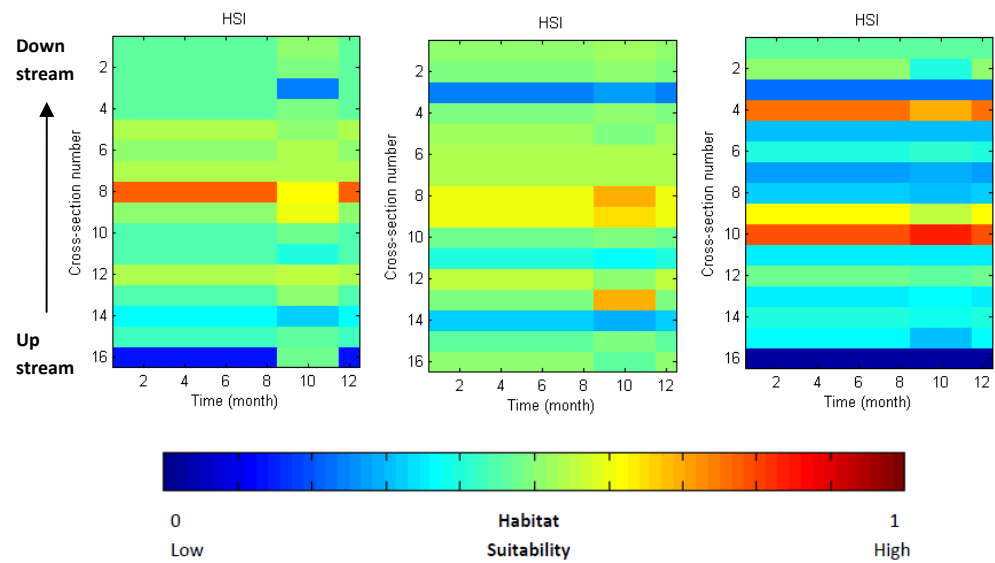 HSI
HSI
HSI
Down
stream
Up
stream
Cross-section number
2
4
6
8
10
12
14
16
2 4 6 8 10 12
Time (month)
Cross-section number
2
4
6
8
10
12
14
16
2 4 6 8 10 12
Time (month)
Cross-section number
2
4
6
8
10
12
14
16
2 4 6 8 10 12
Time (month)
0 Habitat 1
Low Suitability High